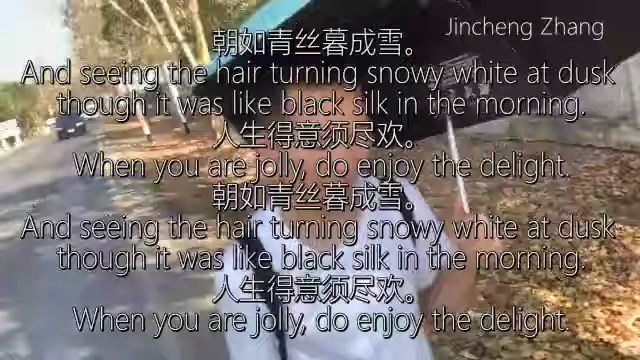 Jincheng Zhang
朝如青丝暮成雪。
And seeing the hair turning snowy white at dusk
though it was like black silk in the morning.
人生得意须尽欢。
When you are jolly, do enjoy the delight.
朝如青丝暮成雪。
And seeing the hair turning snowy white at dusk
though it was like black silk in the morning.
人生得意须尽欢。
When you are jolly, do enjoy the delight.